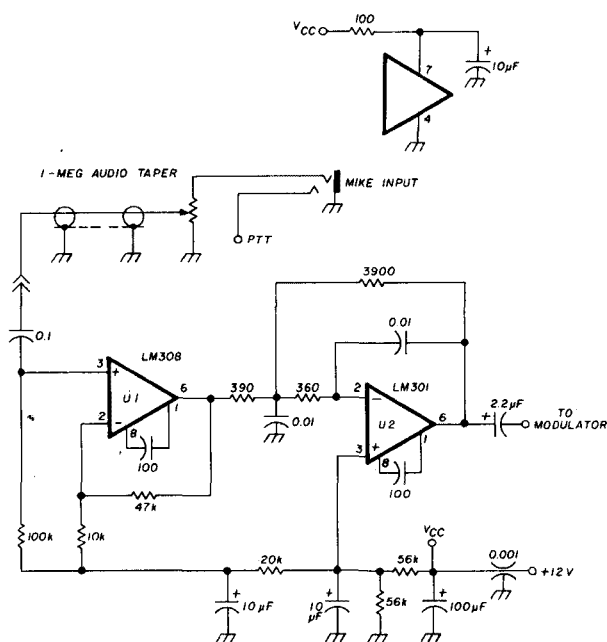 VCC
100
+
10μF
7
4
1-MEG AUDIO TAPER
MIKE INPUT
PTT
3900
0.1
0.01
LM308
LM301
3
+
6
390
360
2
-
2.2μF
+
TO
MODULATOR
U1
1
0.01
U2
6
2
-
8
3
+
8
1
100
100
47k
100k
10k
VCC
20k
56k
0.001
+12V
+
10μF
+
10
μF
56k
+
100μF